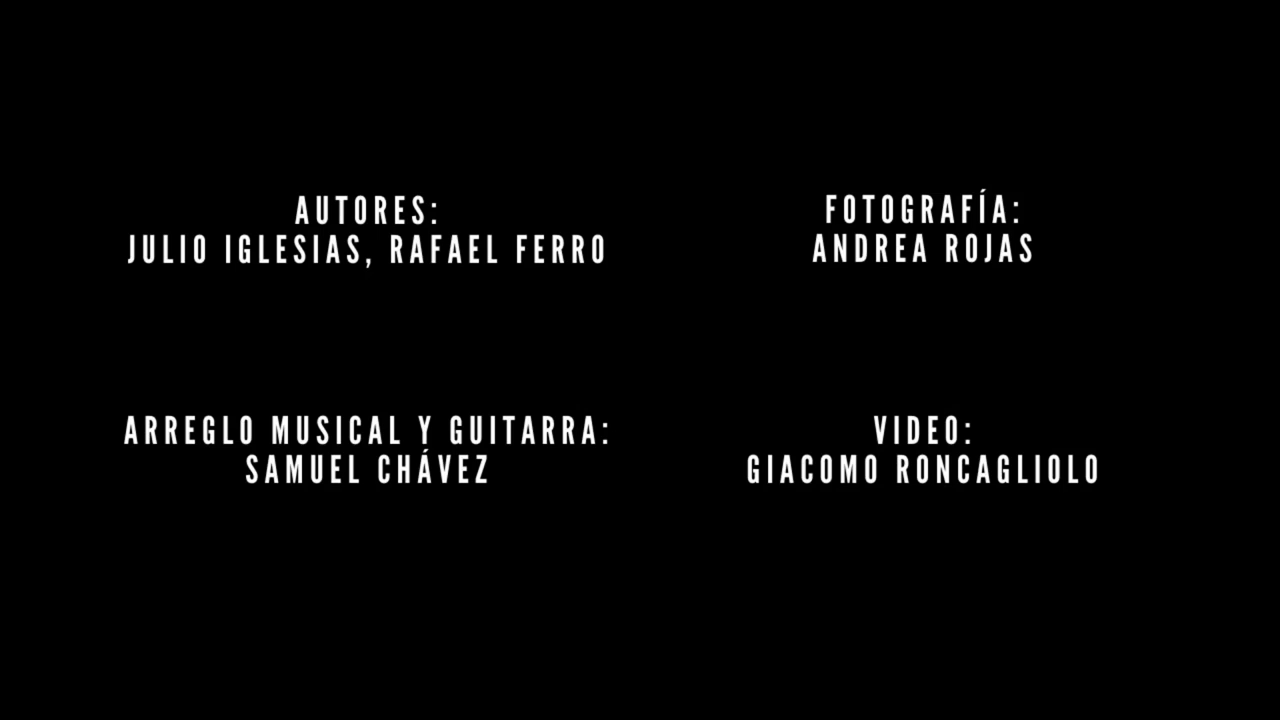 AUTORES:
JULIO IGLESIAS, RAFAEL FERRO
FOTOGRAFÍA:
ANDREA ROJAS
ARREGLO MUSICAL Y GUITARRA:
SAMUEL CHÁVEZ
VIDEO:
GIACOMO RONCAGLIOLO